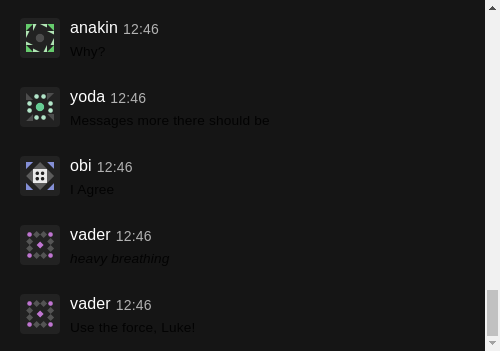 anakin 12:46
Why?
yoda 12:46
Messages more there should be
obi 12:46
I Agree
vader 12:46
heavy breathing
vader 12:46
Use the force, Luke!